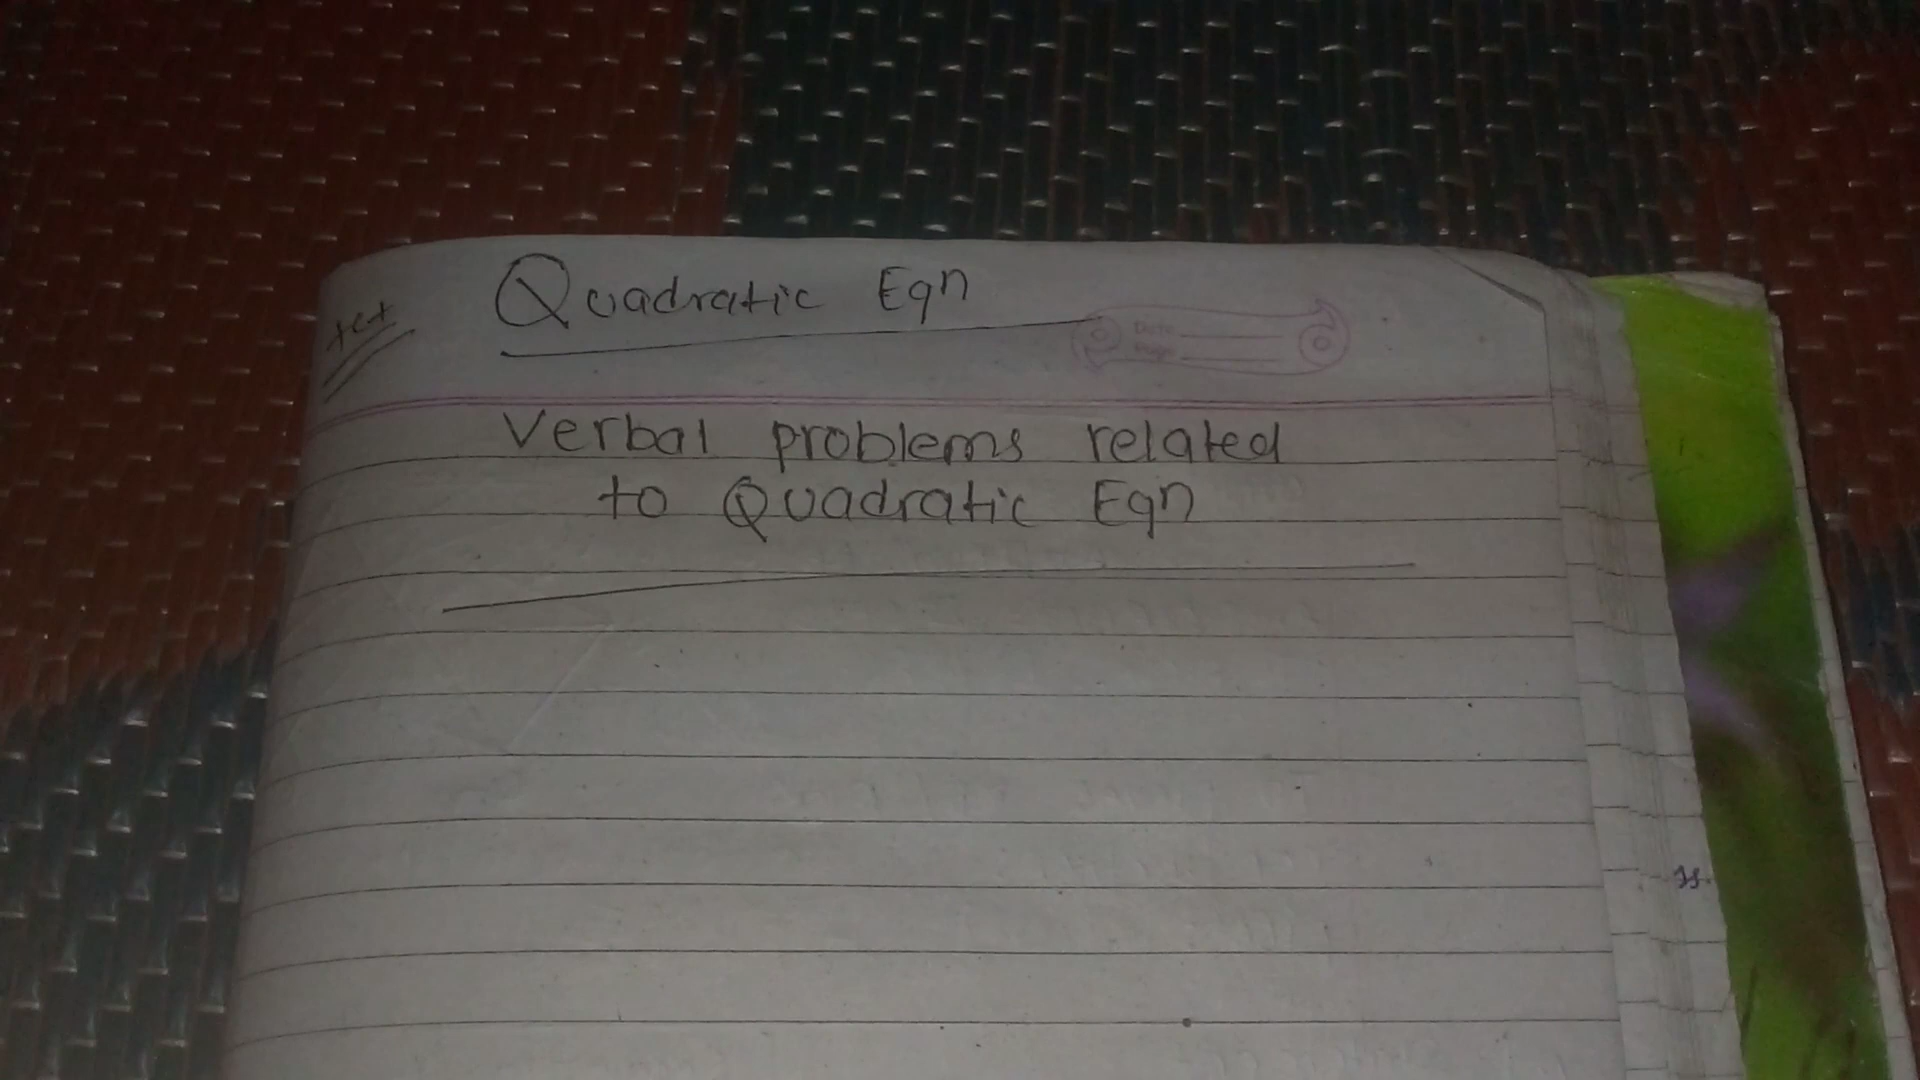 Quadratic Eqn
Verbal problems related
to Quadratic Eqn